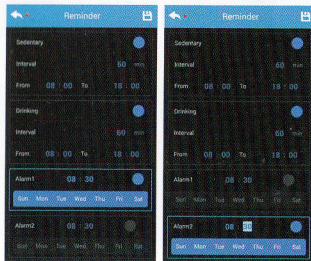 Reminder
Sedentary
Interval 60 min
From 08 : 00 To 18 : 00
Drinking
Interval 60 min
From 08 : 00 To 18 : 00
Alarm1 08 : 30
Sun Mon Tue Wed Thu Fri Sat
Alarm2 08 : 30
Sun Mon Tue Wed Thu Fri Sat
Reminder
Sedentary
Interval 60 min
From 08 : 00 To 18 : 00
Drinking
Interval 60 min
From 08 : 00 To 18 : 00
Alarm1 08 : 30
Sun Mon Tue Wed Thu Fri Sat
Alarm2 08 : 30
Sun Mon Tue Wed Thu Fri Sat